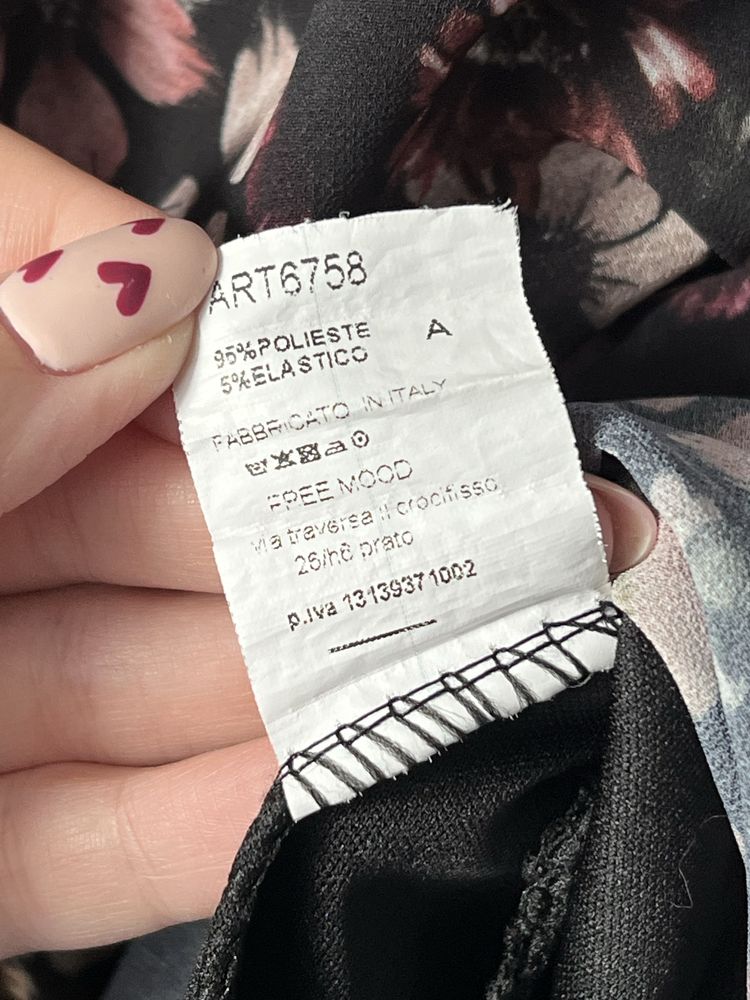 ART6758
95%POLIESTE A
5%ELASTICO
FABBRICATO IN ITALY
FREE MOOD
via traversa il crocifisso
26/h6 prato
p.iva 13139371002